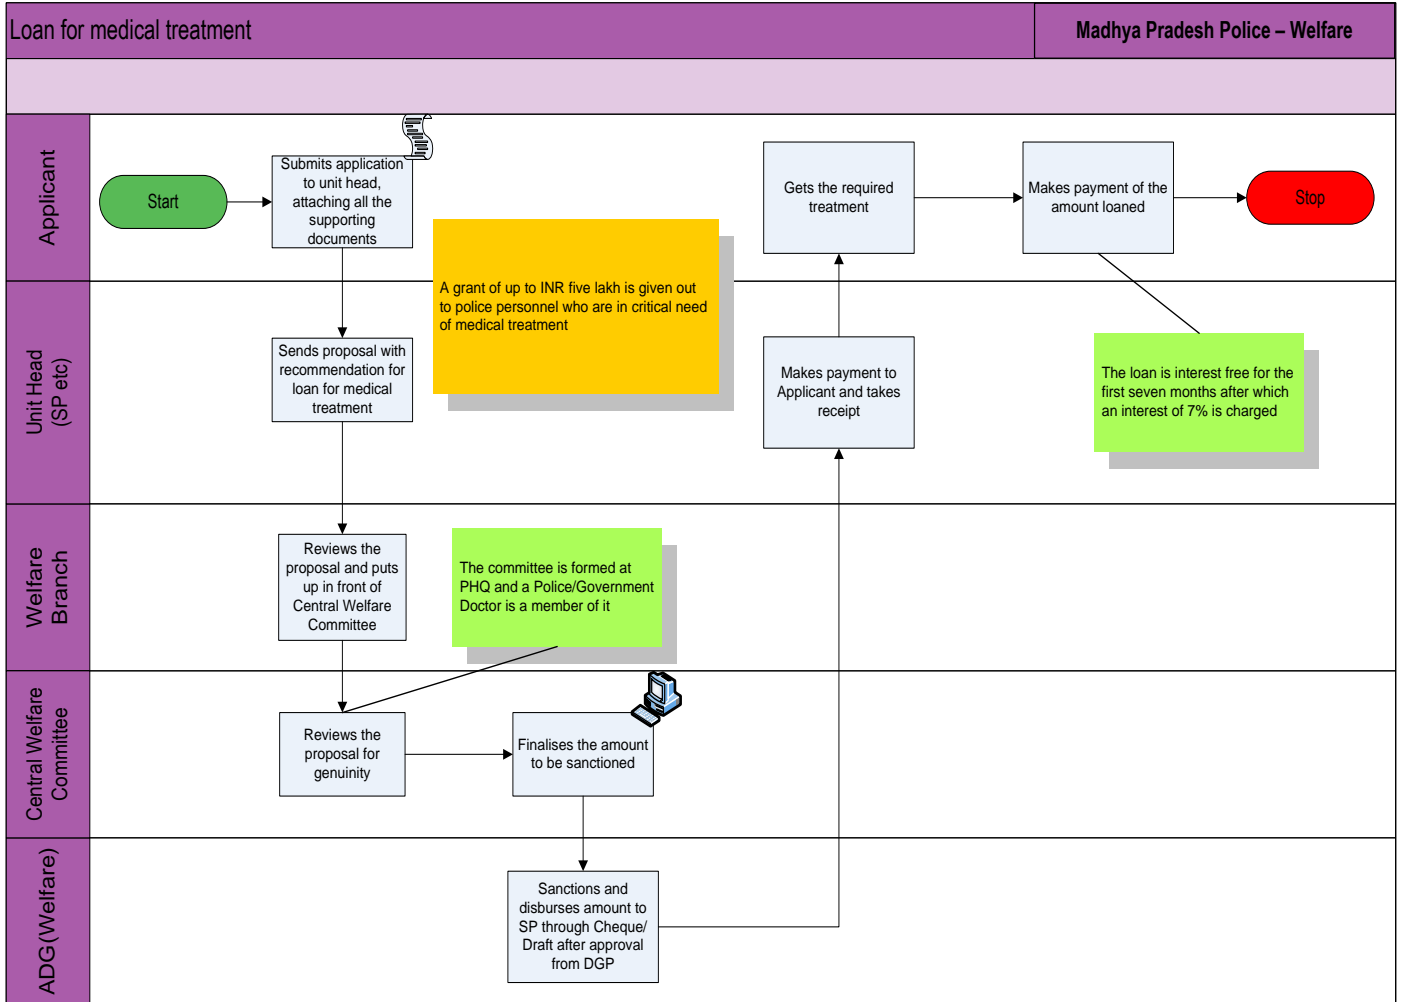 Loan for medical treatment
Madhya Pradesh Police – Welfare
Applicant
Start
Submits application
to unit head,
attaching all the
supporting
documents
Gets the required
treatment
Makes payment of the
amount loaned
Stop
A grant of up to INR five lakh is given out
to police personnel who are in critical need
of medical treatment
Unit Head
(SP etc)
Sends proposal with
recommendation for
loan for medical
treatment
Makes payment to
Applicant and takes
receipt
The loan is interest free for the
first seven months after which
an interest of 7% is charged
Welfare
Branch
Reviews the
proposal and puts
up in front of
Central Welfare
Committee
The committee is formed at
PHQ and a Police/Government
Doctor is a member of it
Central Welfare
Committee
Reviews the
proposal for
genuinity
Finalises the amount
to be sanctioned
ADG(Welfare)
Sanctions and
disburses amount to
SP through Cheque/
Draft after approval
from DGP